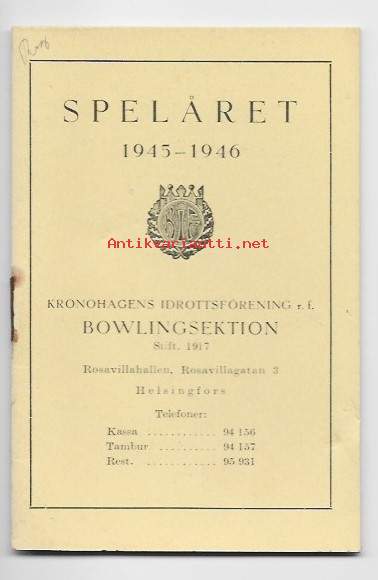 SPELÅRET
1945-1946
KIF
Antikvariaatti.net
KRONOHAGENS IDROTTSFÖRENING r. f.
BOWLINGSEKTION
Stift. 1917
Rosavillahallen, Rosavillagatan 3
Helsingfors
Telefoner:
Kassa ............ 94 156
Tambur .......... 94 157
Rest. ............ 95 931